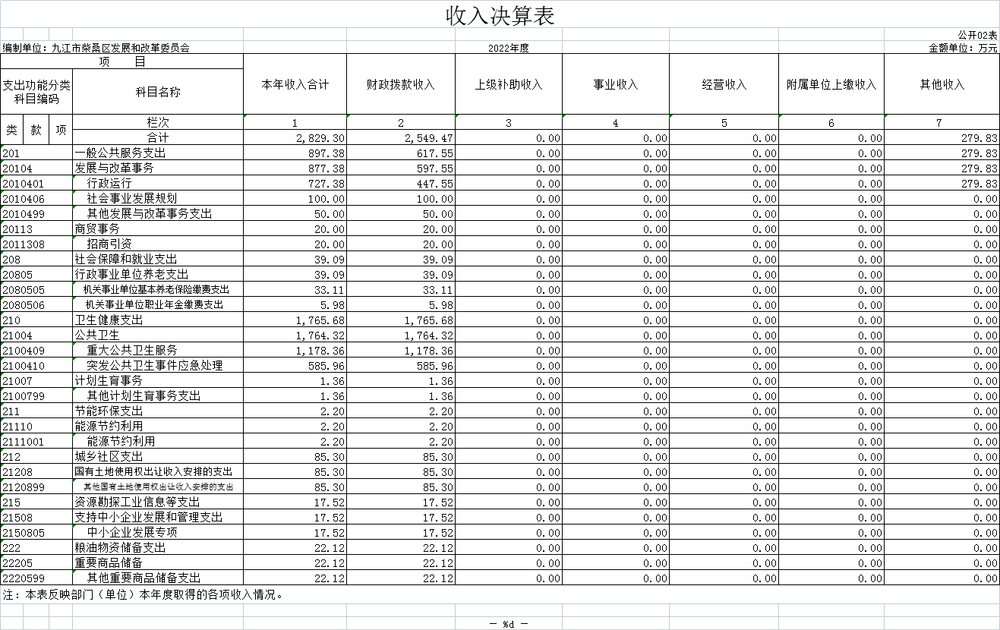 收入决算表
公开02表
编制单位：九江市柴桑区发展和改革委员会 2022年度 金额单位：万元
项 目 本年收入合计 财政拨款收入 上级补助收入 事业收入 经营收入 附属单位上缴收入 其他收入
支出功能分类
科目编码 科目名称
类 款 项 栏次 1 2 3 4 5 6 7
合计 2,829.30 2,549.47 0.00 0.00 0.00 0.00 279.83
201 一般公共服务支出 897.38 617.55 0.00 0.00 0.00 0.00 279.83
20104 发展与改革事务 877.38 597.55 0.00 0.00 0.00 0.00 279.83
2010401 行政运行 727.38 447.55 0.00 0.00 0.00 0.00 279.83
2010406 社会事业发展规划 100.00 100.00 0.00 0.00 0.00 0.00 0.00
2010499 其他发展与改革事务支出 50.00 50.00 0.00 0.00 0.00 0.00 0.00
20113 商贸事务 20.00 20.00 0.00 0.00 0.00 0.00 0.00
2011308 招商引资 20.00 20.00 0.00 0.00 0.00 0.00 0.00
208 社会保障和就业支出 39.09 39.09 0.00 0.00 0.00 0.00 0.00
20805 行政事业单位养老支出 39.09 39.09 0.00 0.00 0.00 0.00 0.00
2080505 机关事业单位基本养老保险缴费支出 33.11 33.11 0.00 0.00 0.00 0.00 0.00
2080506 机关事业单位职业年金缴费支出 5.98 5.98 0.00 0.00 0.00 0.00 0.00
210 卫生健康支出 1,765.68 1,765.68 0.00 0.00 0.00 0.00 0.00
21004 公共卫生 1,764.32 1,764.32 0.00 0.00 0.00 0.00 0.00
2100409 重大公共卫生服务 1,178.36 1,178.36 0.00 0.00 0.00 0.00 0.00
2100410 突发公共卫生事件应急处理 585.96 585.96 0.00 0.00 0.00 0.00 0.00
21007 计划生育事务 1.36 1.36 0.00 0.00 0.00 0.00 0.00
2100799 其他计划生育事务支出 1.36 1.36 0.00 0.00 0.00 0.00 0.00
211 节能环保支出 2.20 2.20 0.00 0.00 0.00 0.00 0.00
21110 能源节约利用 2.20 2.20 0.00 0.00 0.00 0.00 0.00
2111001 能源节约利用 2.20 2.20 0.00 0.00 0.00 0.00 0.00
212 城乡社区支出 85.30 85.30 0.00 0.00 0.00 0.00 0.00
21208 国有土地使用权出让收入安排的支出 85.30 85.30 0.00 0.00 0.00 0.00 0.00
2120899 其他国有土地使用权出让收入安排的支出 85.30 85.30 0.00 0.00 0.00 0.00 0.00
215 资源勘探工业信息等支出 17.52 17.52 0.00 0.00 0.00 0.00 0.00
21508 支持中小企业发展和管理支出 17.52 17.52 0.00 0.00 0.00 0.00 0.00
2150805 中小企业发展专项 17.52 17.52 0.00 0.00 0.00 0.00 0.00
222 粮油物资储备支出 22.12 22.12 0.00 0.00 0.00 0.00 0.00
22205 重要商品储备 22.12 22.12 0.00 0.00 0.00 0.00 0.00
2220599 其他重要商品储备支出 22.12 22.12 0.00 0.00 0.00 0.00 0.00
注：本表反映部门（单位）本年度取得的各项收入情况。
— %d —